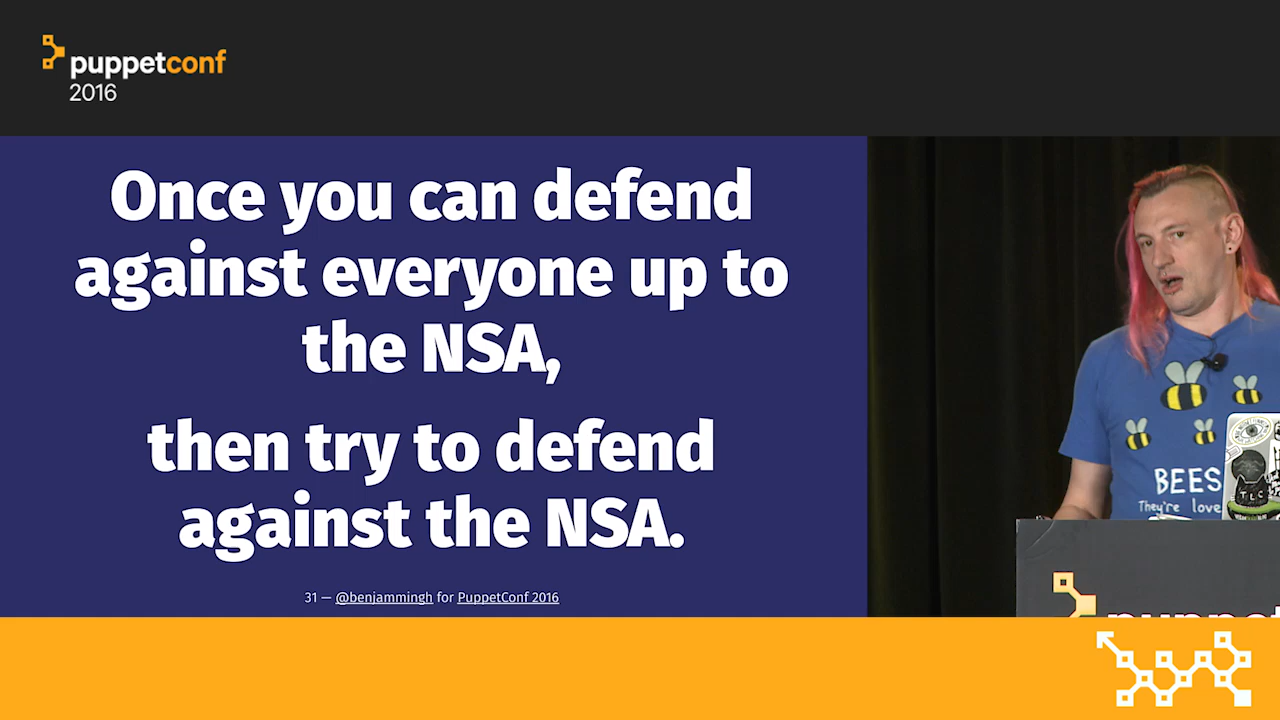 puppetconf
2016
Once you can defend
against everyone up to
the NSA,
then try to defend
against the NSA.
31 — @benjammingh for PuppetConf 2016
BEES
They're love
TLC